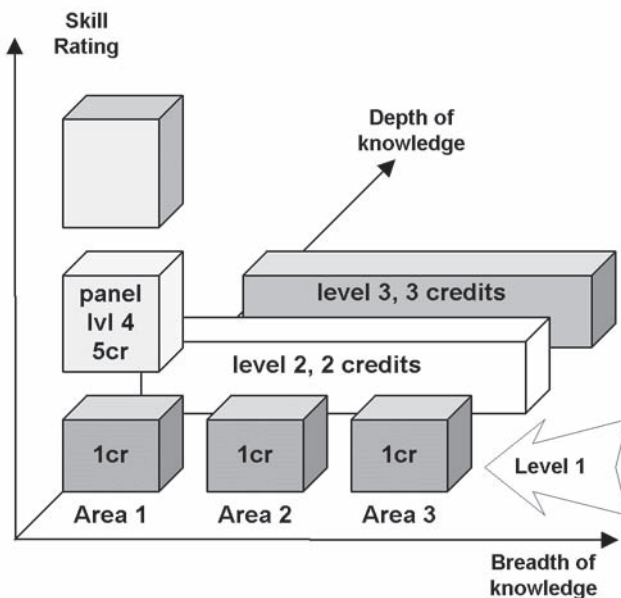 Skill
Rating
Depth of
knowledge
panel
lvl 4
5cr
level 3, 3 credits
level 2, 2 credits
1cr
1cr
1cr
Level 1
Area 1
Area 2
Area 3
Breadth of
knowledge